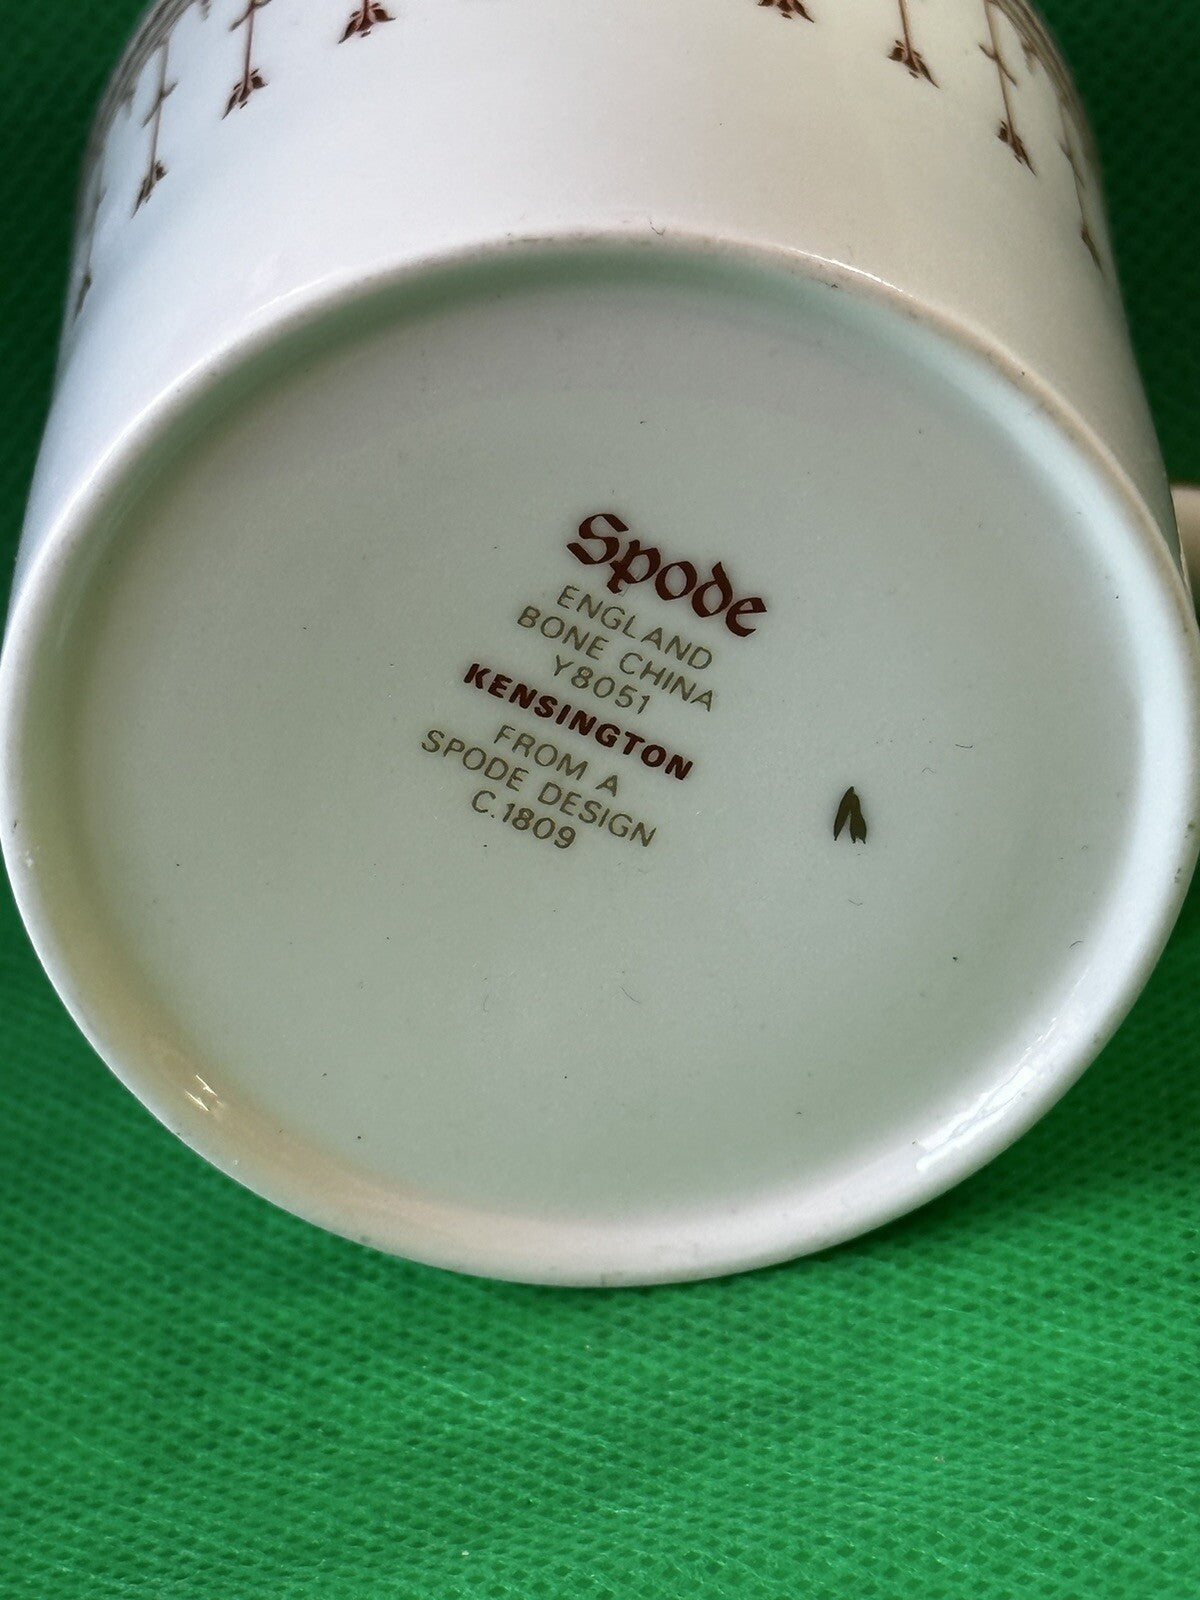 Spode
ENGLAND
BONE CHINA
Y8051
KENSINGTON
FROM A
SPODE DESIGN
C.1809